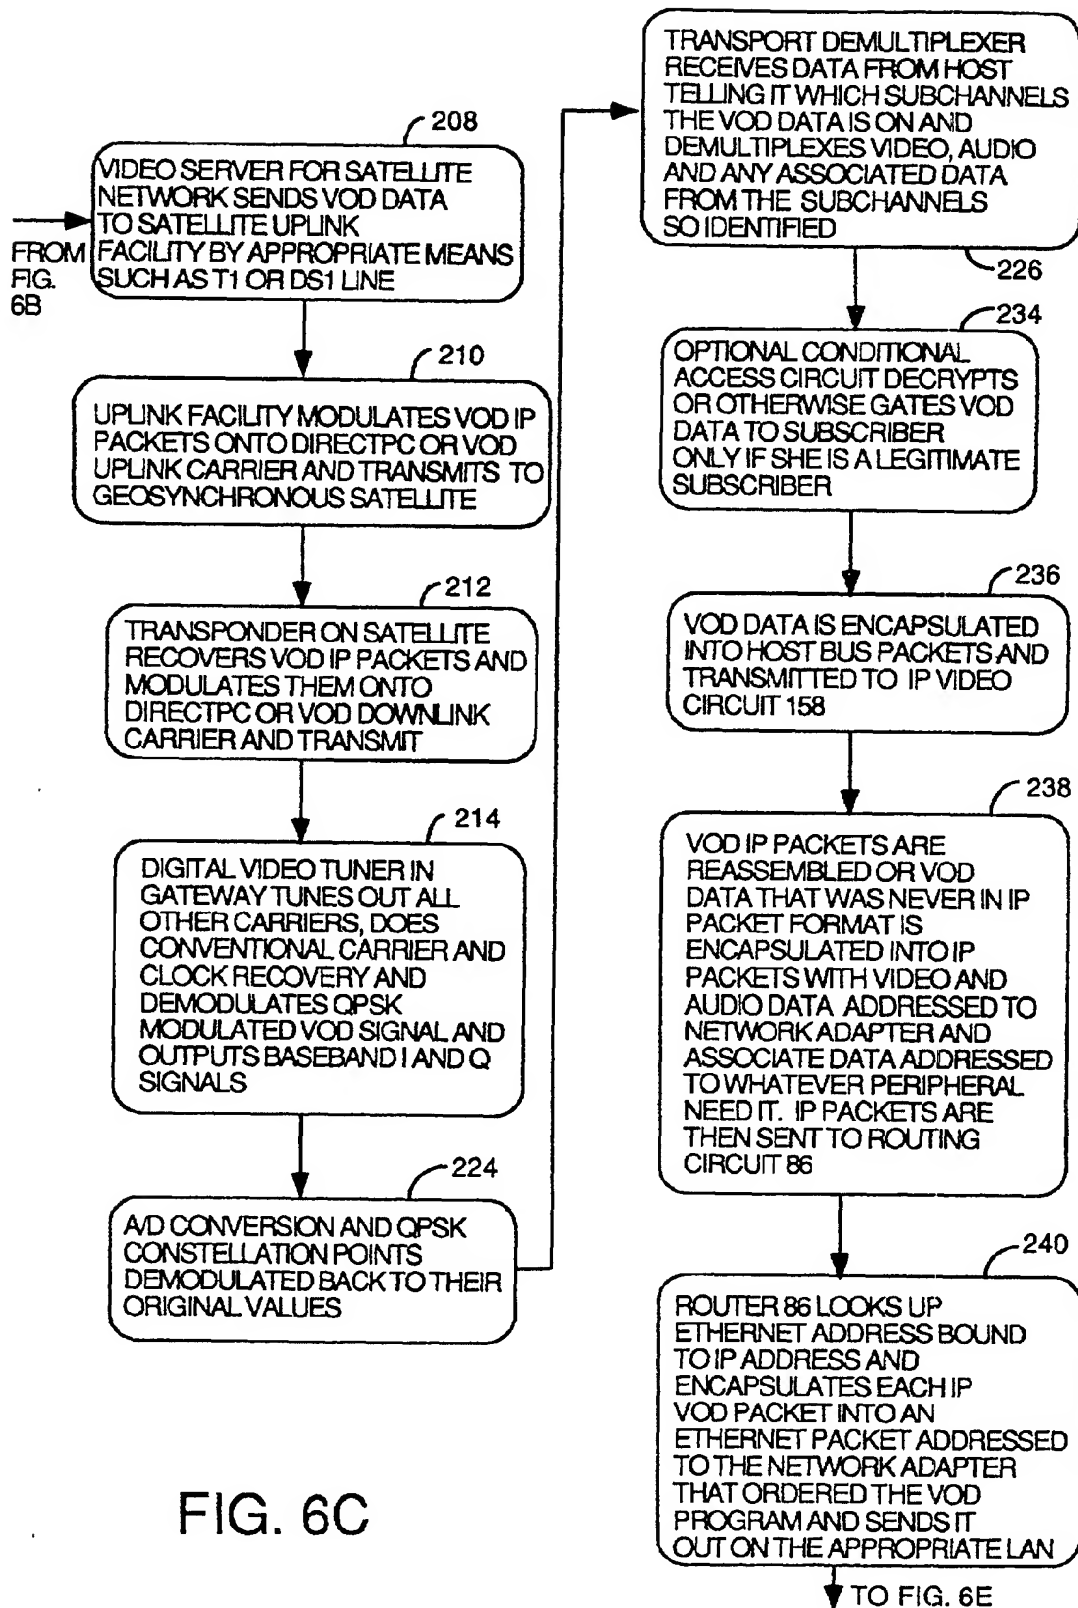 208
VIDEO SERVER FOR SATELLITE
NETWORK SENDS VOD DATA
TO SATELLITE UPLINK
FACILITY BY APPROPRIATE MEANS
SUCH AS T1 OR DS1 LINE
FROM
FIG.
6B
210
UPLINK FACILITY MODULATES VOD IP
PACKETS ONTO DIRECTPC OR VOD
UPLINK CARRIER AND TRANSMITS TO
GEOSYNCHRONOUS SATELLITE
212
TRANSPONDER ON SATELLITE
RECOVERS VOD IP PACKETS AND
MODULATES THEM ONTO
DIRECTPC OR VOD DOWNLINK
CARRIER AND TRANSMIT
214
DIGITAL VIDEO TUNER IN
GATEWAY TUNES OUT ALL
OTHER CARRIERS, DOES
CONVENTIONAL CARRIER AND
CLOCK RECOVERY AND
DEMODULATES QPSK
MODULATED VOD SIGNAL AND
OUTPUTS BASEBAND I AND Q
SIGNALS
224
A/D CONVERSION AND QPSK
CONSTELLATION POINTS
DEMODULATED BACK TO THEIR
ORIGINAL VALUES
TRANSPORT DEMULTIPLEXER
RECEIVES DATA FROM HOST
TELLING IT WHICH SUBCHANNELS
THE VOD DATA IS ON AND
DEMULTIPLEXES VIDEO, AUDIO
AND ANY ASSOCIATED DATA
FROM THE SUBCHANNELS
SO IDENTIFIED
226
234
OPTIONAL CONDITIONAL
ACCESS CIRCUIT DECRYPTS
OR OTHERWISE GATES VOD
DATA TO SUBSCRIBER
ONLY IF SHE IS A LEGITIMATE
SUBSCRIBER
236
VOD DATA IS ENCAPSULATED
INTO HOST BUS PACKETS AND
TRANSMITTED TO IP VIDEO
CIRCUIT 158
238
VOD IP PACKETS ARE
REASSEMBLED OR VOD
DATA THAT WAS NEVER IN IP
PACKET FORMAT IS
ENCAPSULATED INTO IP
PACKETS WITH VIDEO AND
AUDIO DATA ADDRESSED TO
NETWORK ADAPTER AND
ASSOCIATE DATA ADDRESSED
TO WHATEVER PERIPHERAL
NEED IT. IP PACKETS ARE
THEN SENT TO ROUTING
CIRCUIT 86
240
ROUTER 86 LOOKS UP
ETHERNET ADDRESS BOUND
TO IP ADDRESS AND
ENCAPSULATES EACH IP
VOD PACKET INTO AN
ETHERNET PACKET ADDRESSED
TO THE NETWORK ADAPTER
THAT ORDERED THE VOD
PROGRAM AND SENDS IT
OUT ON THE APPROPRIATE LAN
TO FIG. 6E
FIG. 6C